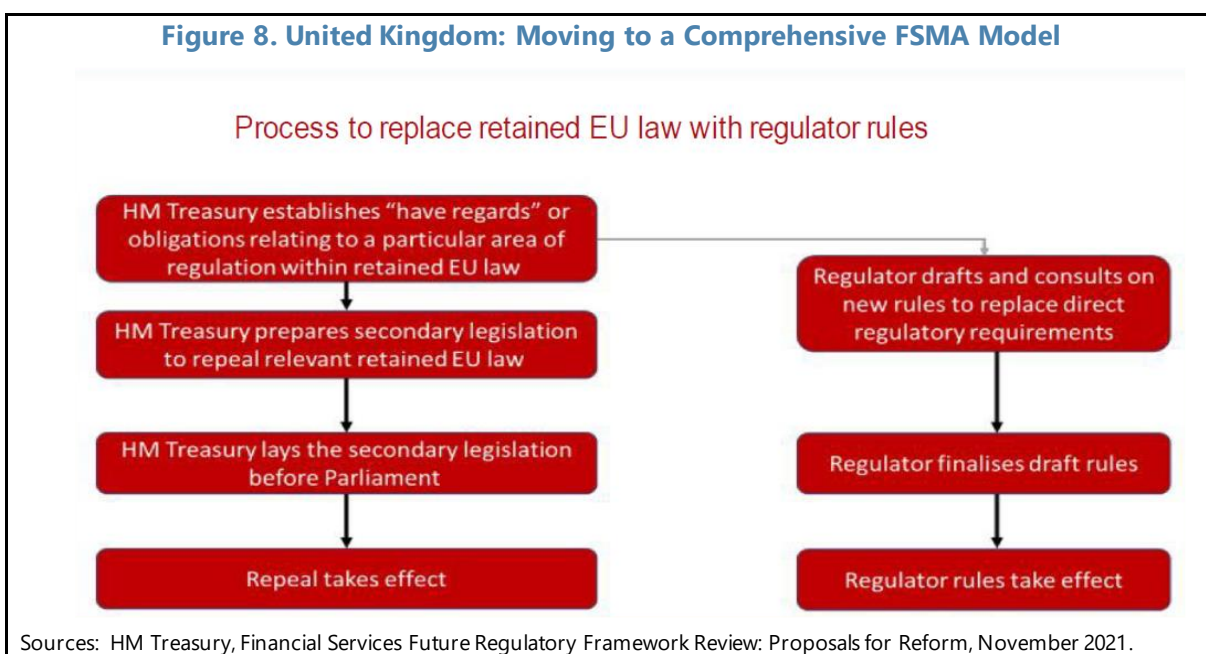 Figure 8. United Kingdom: Moving to a Comprehensive FSMA Model
Process to replace retained EU law with regulator rules
HM Treasury establishes “have regards” or
obligations relating to a particular area of
regulation within retained EU law
HM Treasury prepares secondary legislation
to repeal relevant retained EU law
HM Treasury lays the secondary legislation
before Parliament
Repeal takes effect
Regulator drafts and consults on
new rules to replace direct
regulatory requirements
Regulator finalises draft rules
Regulator rules take effect
Sources: HM Treasury, Financial Services Future Regulatory Framework Review: Proposals for Reform, November 2021.